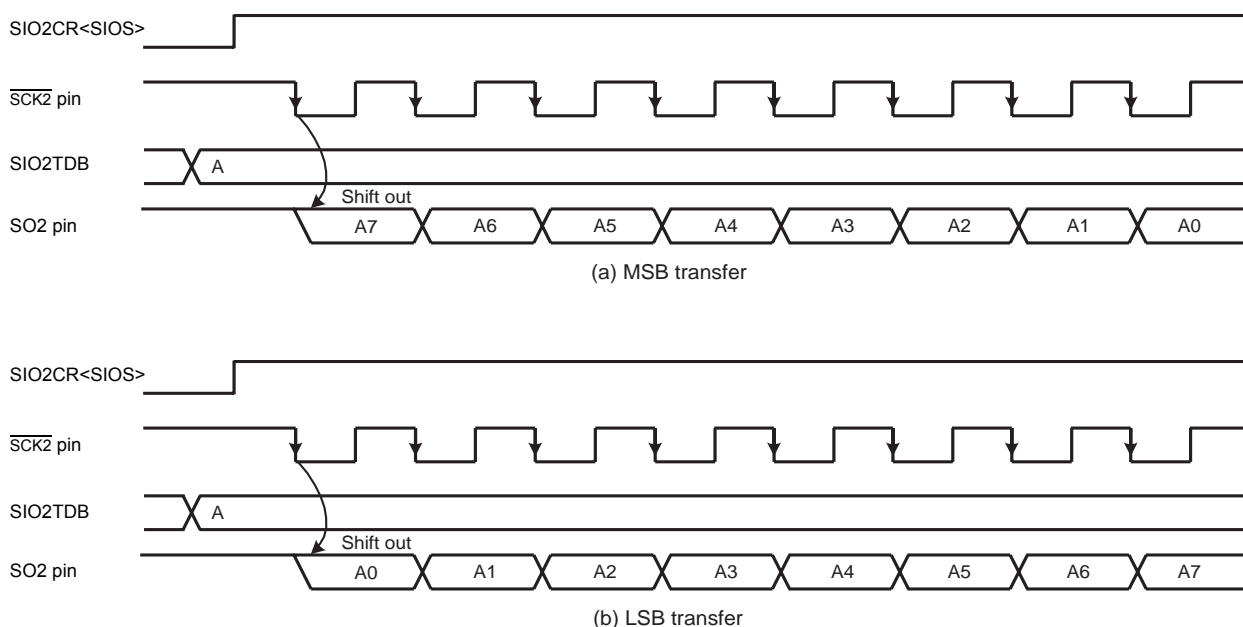 SIO2CR<SIOS>
SCK2 pin
SIO2TDB
A
Shift out
SO2 pin
A7 A6 A5 A4 A3 A2 A1 A0
(a) MSB transfer
SIO2CR<SIOS>
SCK2 pin
SIO2TDB
A
Shift out
SO2 pin
A0 A1 A2 A3 A4 A5 A6 A7
(b) LSB transfer